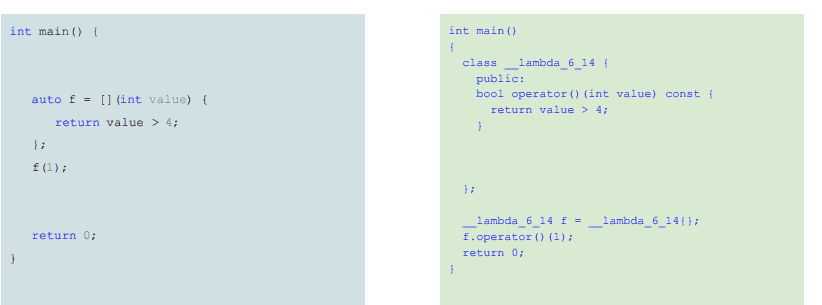 int main() {
auto f = [](int value) {
return value > 4;
};
f(1);
return 0;
}
int main()
{
class __lambda_6_14 {
public:
bool operator()(int value) const {
return value > 4;
}
};
__lambda_6_14 f = __lambda_6_14{};
f.operator()(1);
return 0;
}